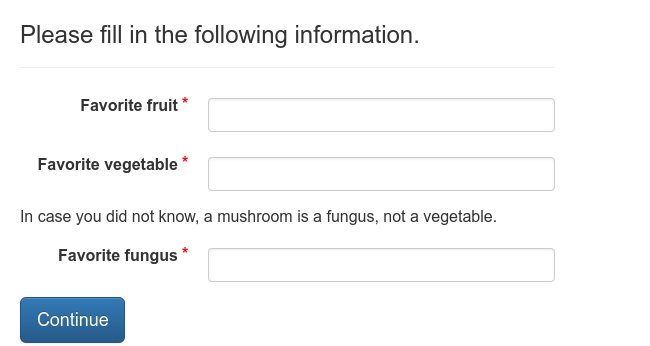 Please fill in the following information.
Favorite fruit *
Favorite vegetable *
In case you did not know, a mushroom is a fungus, not a vegetable.
Favorite fungus *
Continue